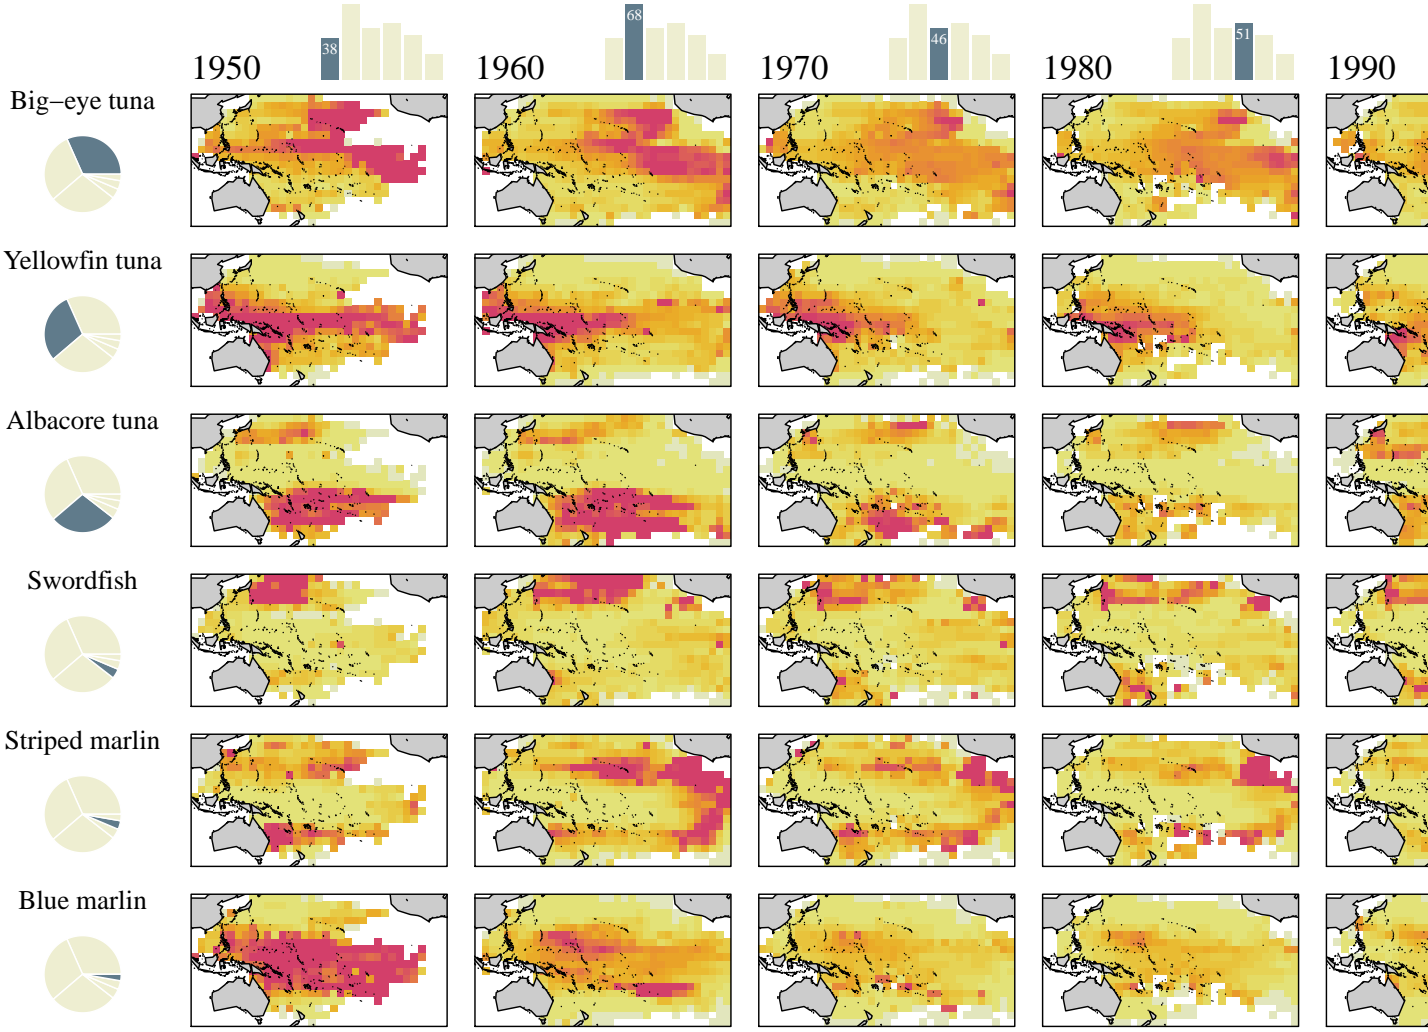 38
68
46
51
1950
1960
1970
1980
1990
Big−eye tuna
Yellowfin tuna
Albacore tuna
Swordfish
Striped marlin
Blue marlin